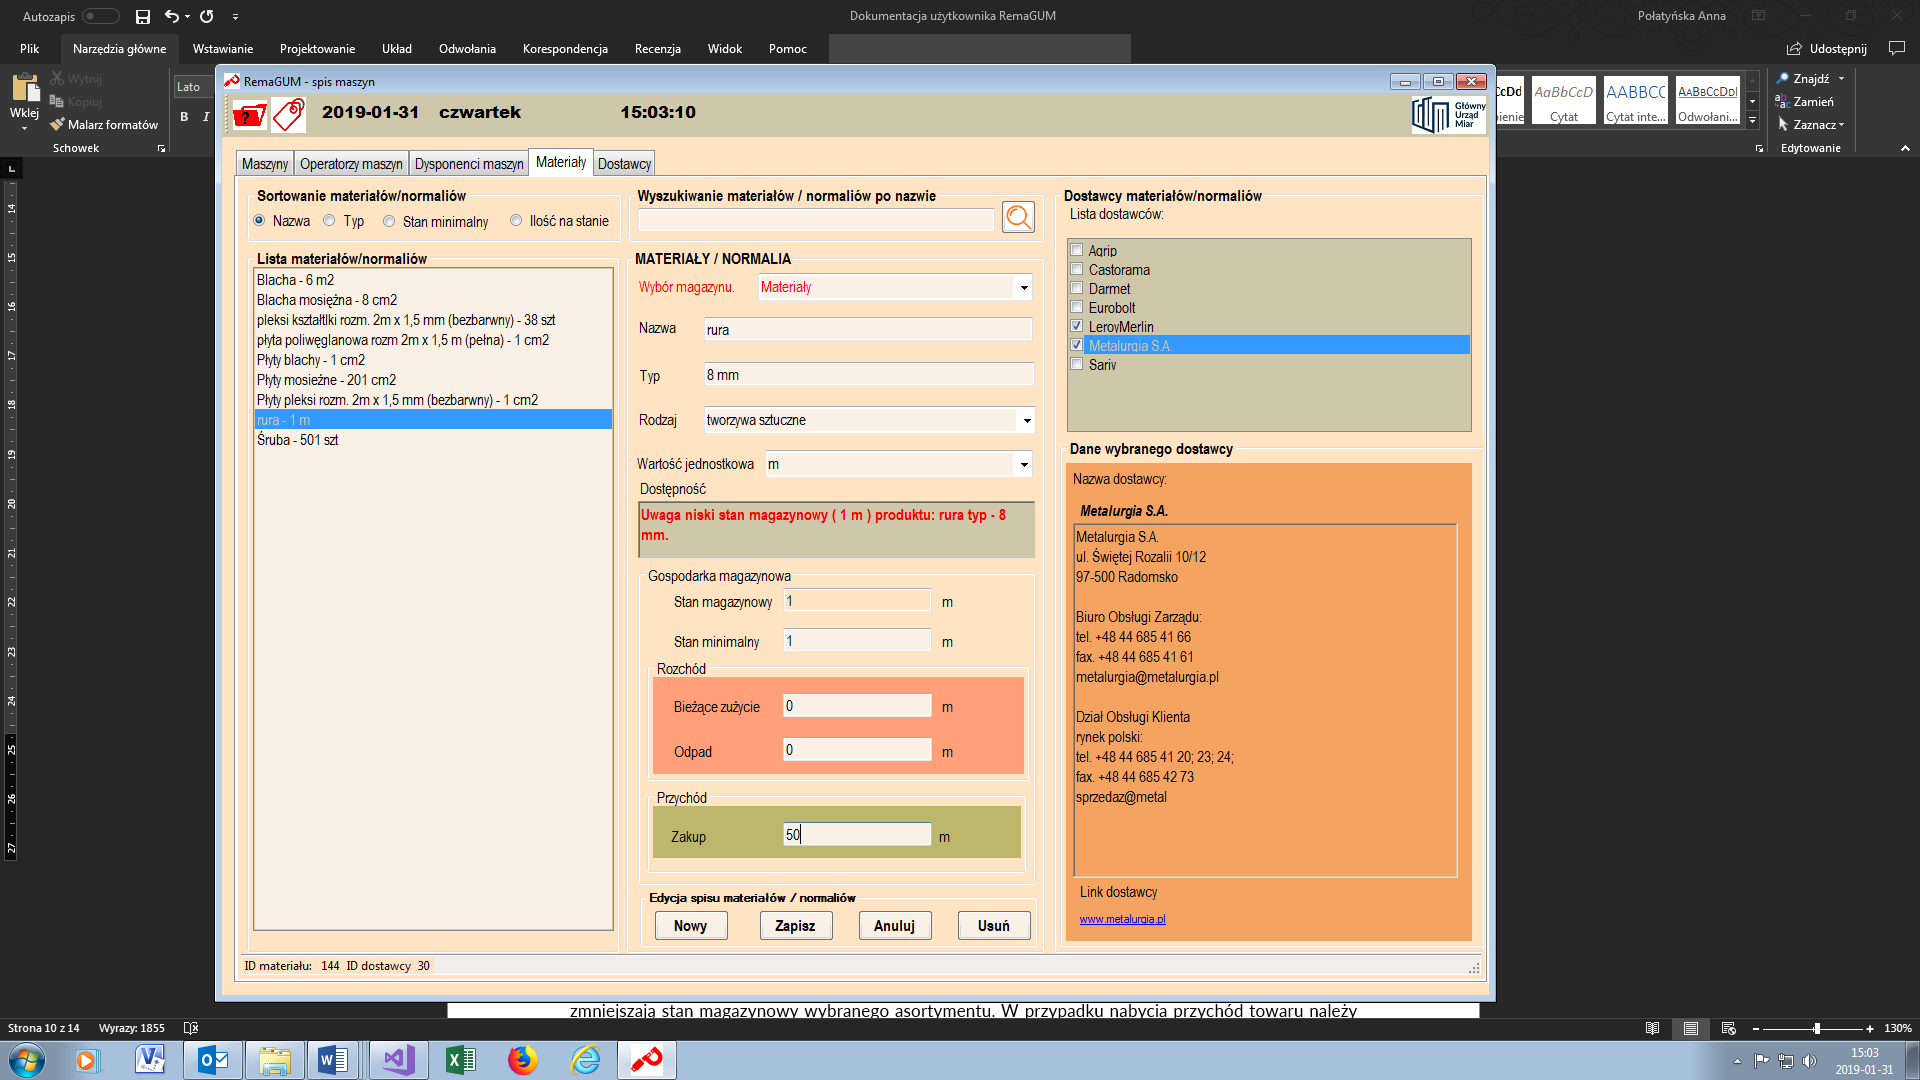 Autozapis
Dokumentacja użytkownika RemaGUM
Połatyńska Anna
Plik
Narzędzia główne
Wstawianie
Projektowanie
Układ
Odwołania
Korespondencja
Recenzja
Widok
Pomoc
Udostępnij
Wklej
Wytnij
Kopiuj
Malarz formatów
Schowek
Lato
B I
AaBbCcD
Cytat
AABBCC
Cytat inte...
AABBCCDDI
Odwołani...
Znajdź
Zamień
Zaznacz
Edytowanie
RemaGUM - spis maszyn
2019-01-31 czwartek 15:03:10
Główny
Urząd
Miar
Maszyny
Operatorzy maszyn
Dysponenci maszyn
Materiały
Dostawcy
Sortowanie materiałów/normaliów
Nazwa
Typ
Stan minimalny
Ilość na stanie
Lista materiałów/normaliów
Blacha - 6 m2
Blacha mosiężna - 8 cm2
pleksi kształtlki rozm. 2m x 1,5 mm (bezbarwny) - 38 szt
płyta poliwęglanowa rozm 2m x 1,5 m (pełna) - 1 cm2
Płyty blachy - 1 cm2
Płyty mosieżne - 201 cm2
Płyty pleksi rozm. 2m x 1,5 mm (bezbarwny) - 1 cm2
rura - 1 m
Śruba - 501 szt
Wyszukiwanie materiałów / normaliów po nazwie
MATERIAŁY / NORMALIA
Wybór magazynu. Materiały
Nazwa rura
Typ 8 mm
Rodzaj tworzywa sztuczne
Wartość jednostkowa m
Dostępność
Uwaga niski stan magazynowy ( 1 m ) produktu: rura typ - 8
mm.
Gospodarka magazynowa
Stan magazynowy 1 m
Stan minimalny 1 m
Rozchód
Bieżące zużycie 0 m
Odpad 0 m
Przychód
Zakup 50 m
Edycja spisu materiałów / normaliów
Nowy
Zapisz
Anuluj
Usuń
Dostawcy materiałów/normaliów
Lista dostawców:
Agrip
Castorama
Darmet
Eurobolt
LeroyMerlin
Metalurgia S.A.
Sariv
Dane wybranego dostawcy
Nazwa dostawcy:
Metalurgia S.A.
Metalurgia S.A.
ul. Świętej Rozalii 10/12
97-500 Radomsko
Biuro Obsługi Zarządu:
tel. +48 44 685 41 66
fax. +48 44 685 41 61
metalurgia@metalurgia.pl
Dział Obsługi Klienta
rynek polski:
tel. +48 44 685 41 20; 23; 24;
fax. +48 44 685 42 73
sprzedaz@metal
Link dostawcy
www.metalurgia.pl
ID materiału: 144 ID dostawcy 30
zmniejszają stan magazynowy wybranego asortymentu. W przypadku nabycia przychód towaru należy
Strona 10 z 14
Wyrazy: 1855
130%
15:03
2019-01-31